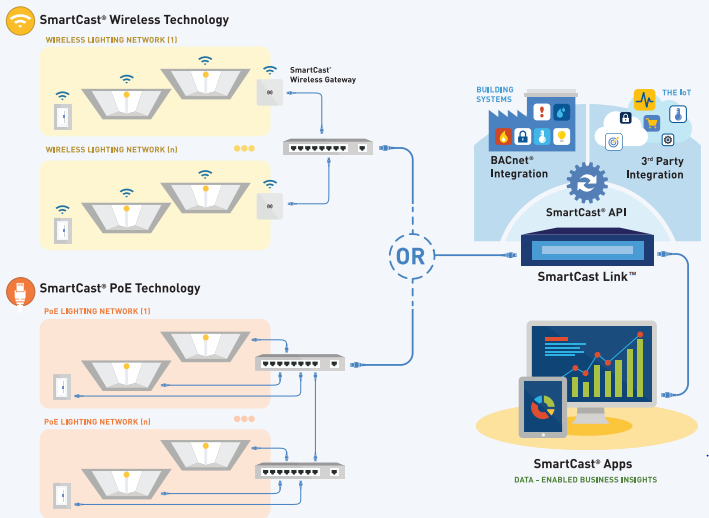 SmartCast® Wireless Technology
WIRELESS LIGHTING NETWORK (1)
SmartCast®
Wireless Gateway
WIRELESS LIGHTING NETWORK (n)
SmartCast® PoE Technology
PoE LIGHTING NETWORK (1)
PoE LIGHTING NETWORK (n)
OR
BUILDING
SYSTEMS
THE IoT
BACnet®
Integration
3rd Party
Integration
SmartCast® API
SmartCast Link™
SmartCast® Apps
DATA - ENABLED BUSINESS INSIGHTS